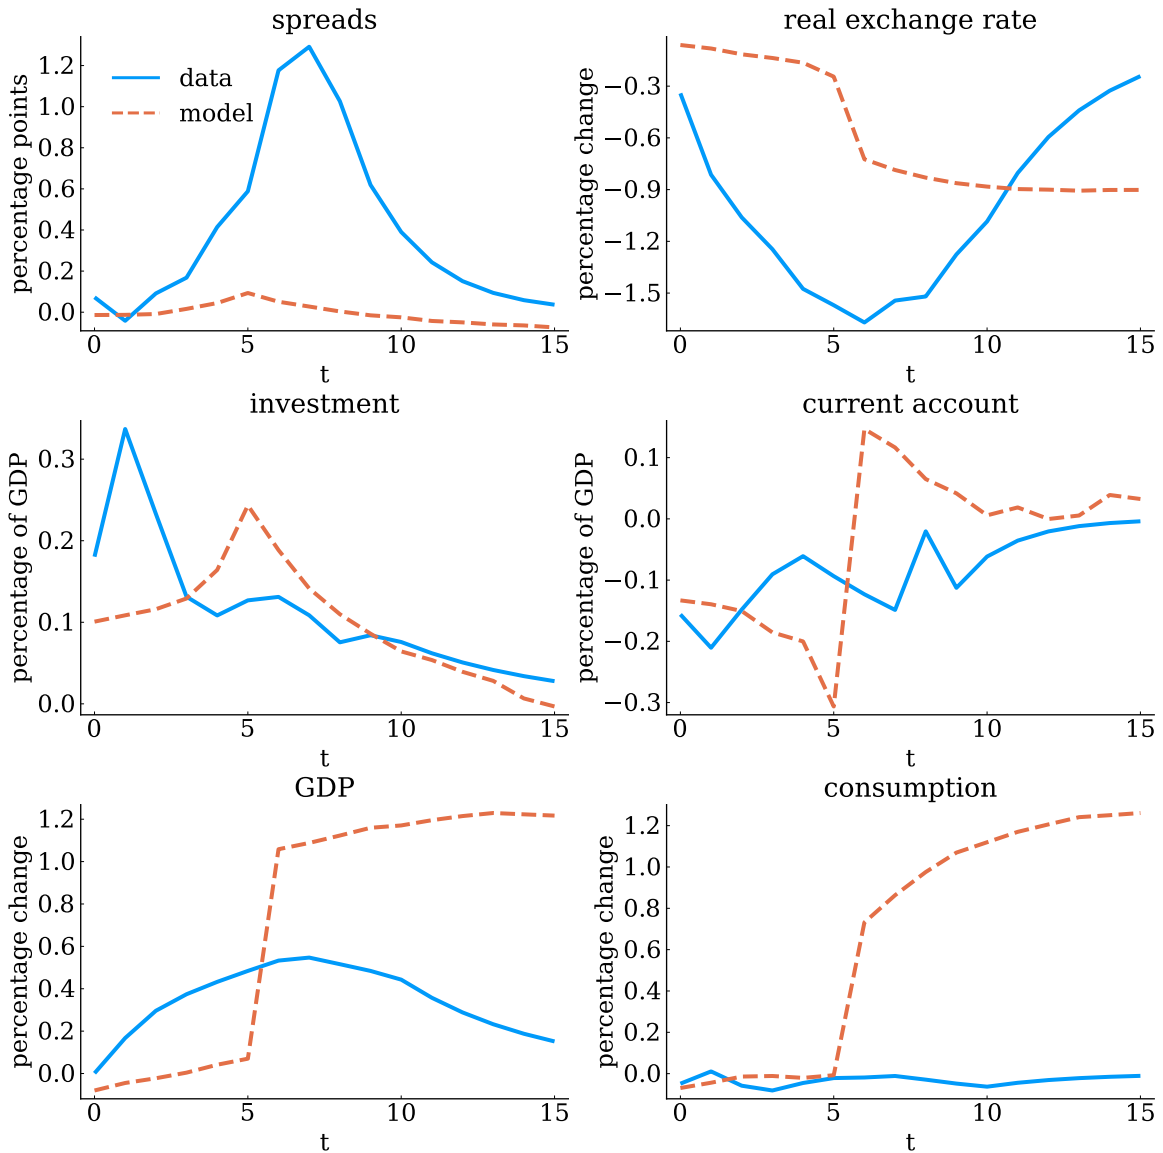 spreads
percentage points
1.2
1.0
0.8
0.6
0.4
0.2
0.0
data
model
0 5 10 15
t
real exchange rate
percentage change
−0.3
−0.6
−0.9
−1.2
−1.5
0 5 10 15
t
investment
percentage of GDP
0.3
0.2
0.1
0.0
0 5 10 15
t
current account
percentage of GDP
0.1
0.0
−0.1
−0.2
−0.3
0 5 10 15
t
GDP
percentage change
1.2
1.0
0.8
0.6
0.4
0.2
0.0
0 5 10 15
t
consumption
percentage change
1.2
1.0
0.8
0.6
0.4
0.2
0.0
0 5 10 15
t